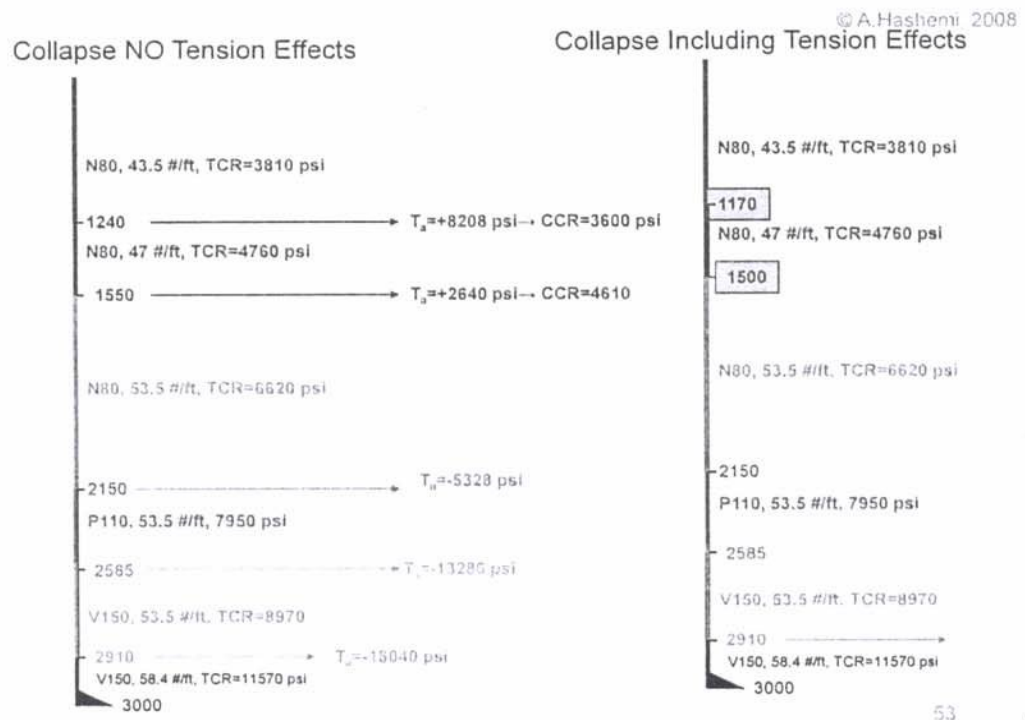 © A.Hashemi 2008
Collapse NO Tension Effects
N80, 43.5 #/ft, TCR=3810 psi
1240 Ta=+8208 psi→ CCR=3600 psi
N80, 47 #/ft, TCR=4760 psi
1550 Ta=+2640 psi→ CCR=4610
N80, 53.5 #/ft, TCR=6620 psi
2150 Ta=-5328 psi
P110, 53.5 #/ft, 7950 psi
2585 Ta=-13286 psi
V150, 53.5 #/ft, TCR=8970
2910 Ta=-15040 psi
V150, 58.4 #/ft, TCR=11570 psi
3000
Collapse Including Tension Effects
N80, 43.5 #/ft, TCR=3810 psi
1170
N80, 47 #/ft, TCR=4760 psi
1500
N80, 53.5 #/ft, TCR=6620 psi
2150
P110, 53.5 #/ft, 7950 psi
2585
V150, 53.5 #/ft, TCR=8970
2910
V150, 58.4 #/ft, TCR=11570 psi
3000
53